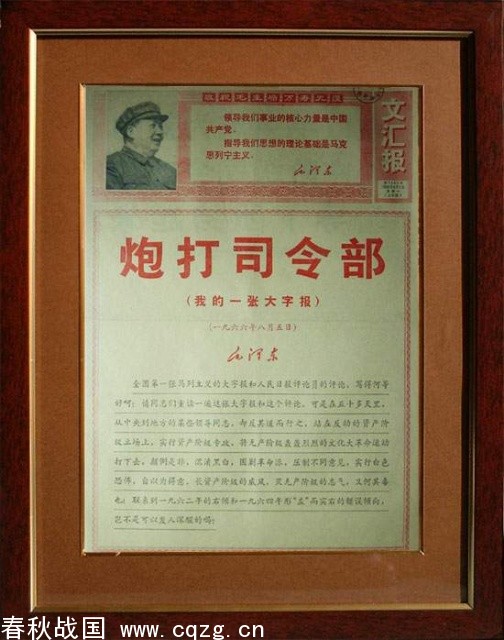 敬祝毛主席万寿无疆
领导我们事业的核心力量是中国
共产党。
指导我们思想的理论基础是马克
思列宁主义。
毛泽东
文汇报
炮打司令部
（我的一张大字报）
（一九六六年八月五日）
毛泽东
全国第一张马列主义的大字报和人民日报评论员的评论，写得何等
好呵！请同志们重读一遍这张大字报和这个评论。可是在五十多天里，
从中央到地方的某些领导同志，却反其道而行之，站在反动的资产阶
级立场上，实行资产阶级专政，将无产阶级轰轰烈烈的文化大革命运动
打下去，颠倒是非，混淆黑白，围剿革命派，压制不同意见，实行白色
恐怖，自以为得意，长资产阶级的威风，灭无产阶级的志气，又何其毒
也！联系到一九六二年的右倾和一九六四年形“左”而实右的错误倾向，
岂不是可以发人深醒的吗？
春秋战国 www.cqzg.cn